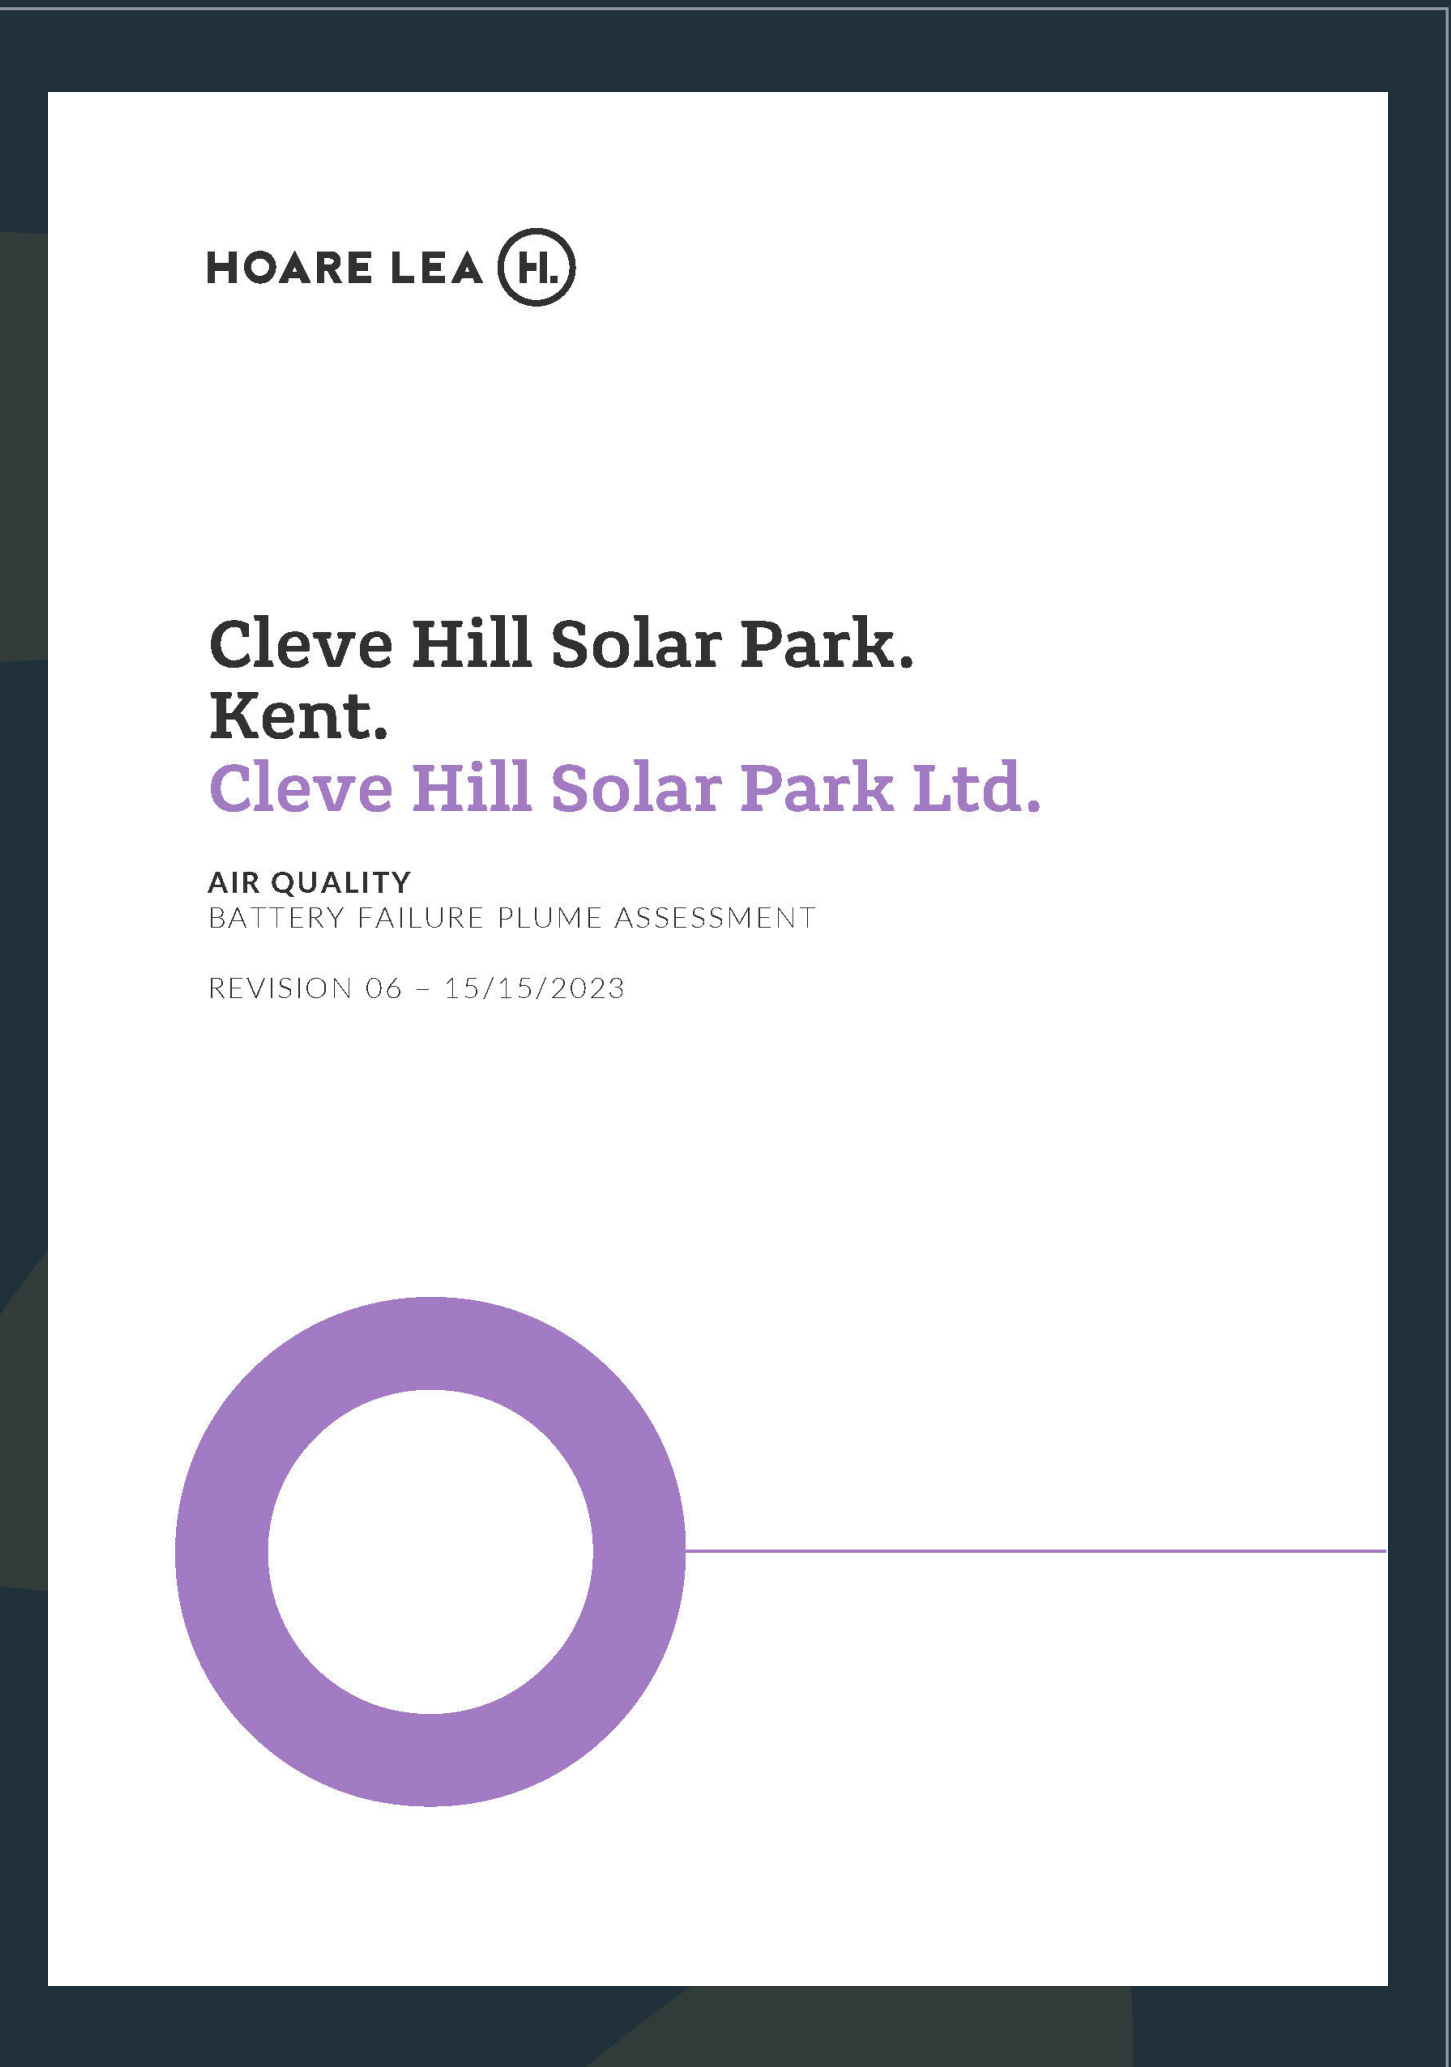 HOARE LEA H.
Cleve Hill Solar Park.
Kent.
Cleve Hill Solar Park Ltd.
AIR QUALITY
BATTERY FAILURE PLUME ASSESSMENT
REVISION 06 – 15/15/2023